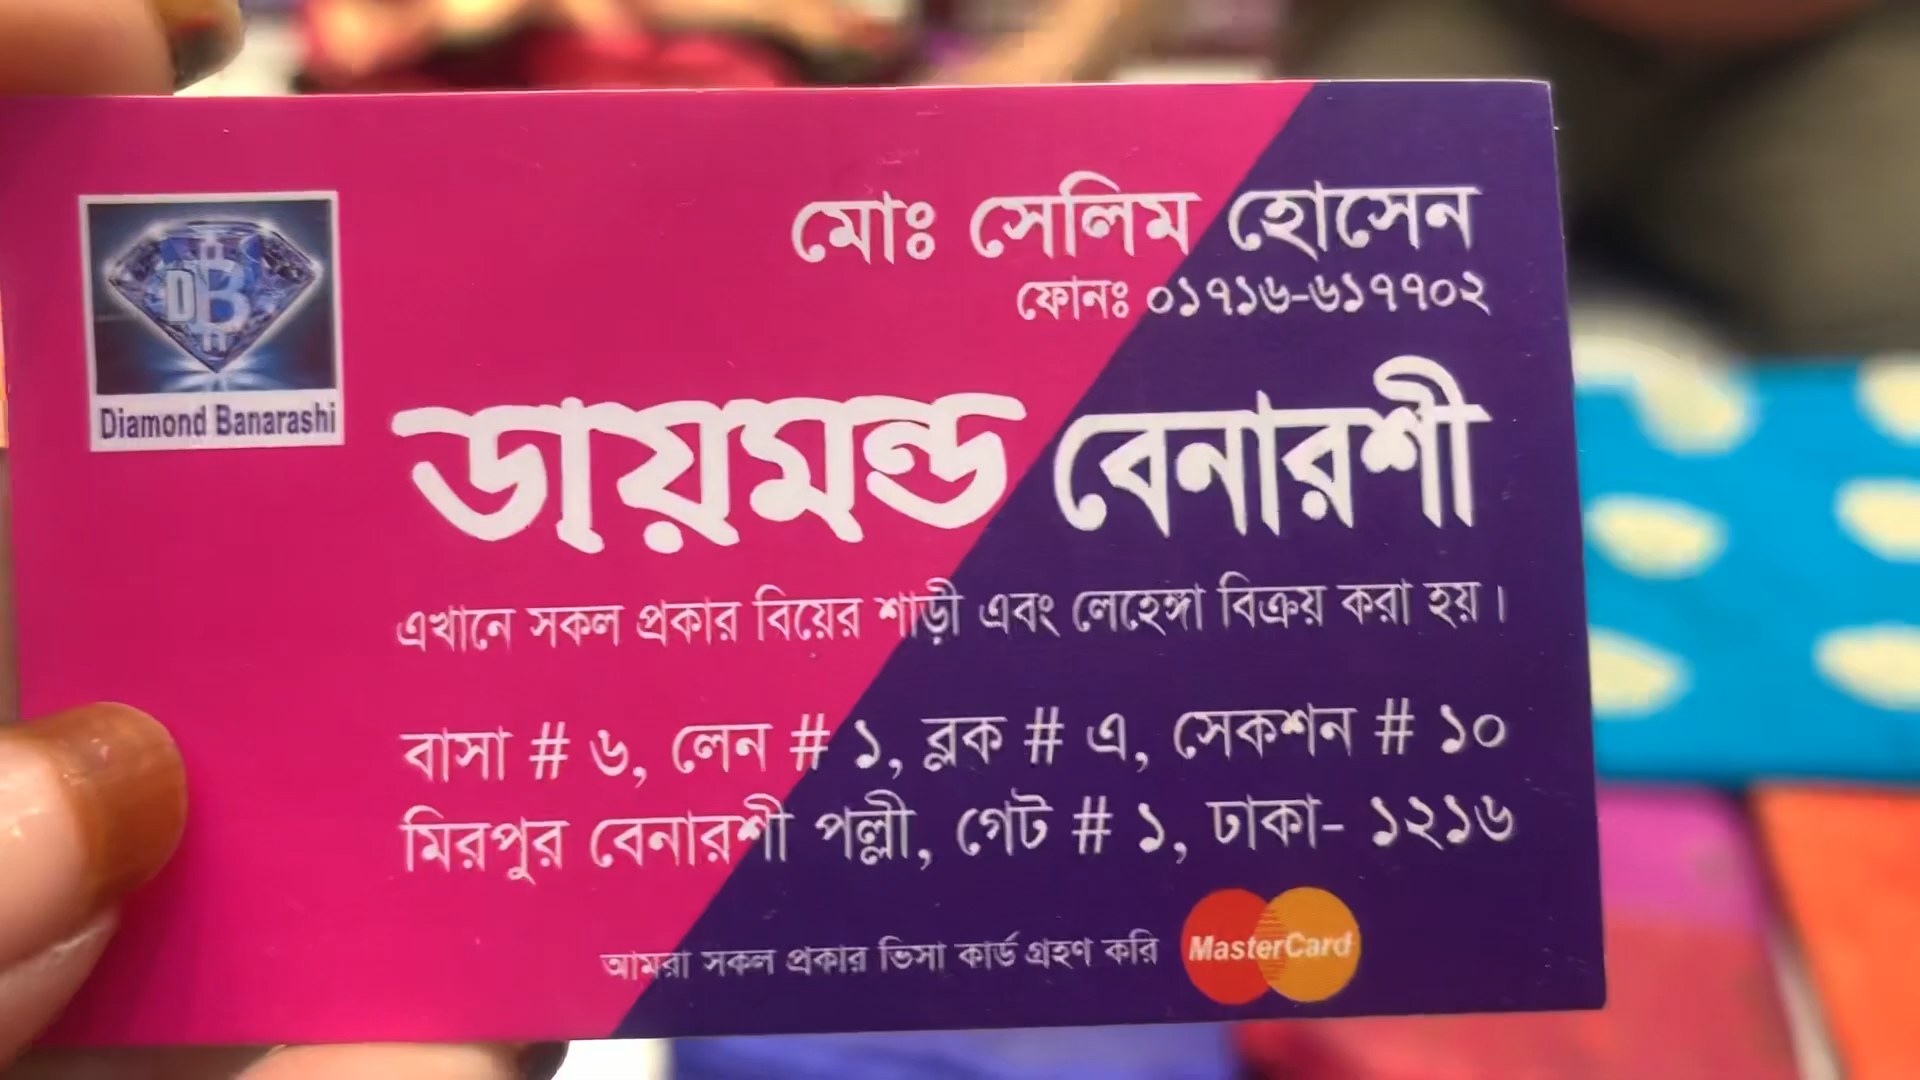 মোঃ সেলিম হোসেন
ফোনঃ ০১৭১৬-৬১৭৭০২
DB
Diamond Banarashi
ডায়মন্ড বেনারশী
এখানে সকল প্রকার বিয়ের শাড়ী এবং লেহেঙ্গা বিক্রয় করা হয়।
বাসা # ৬, লেন # ১, ব্লক # এ, সেকশন # ১০
মিরপুর বেনারশী পল্লী, গেট # ১, ঢাকা- ১২১৬
আমরা সকল প্রকার ভিসা কার্ড গ্রহণ করি
MasterCard